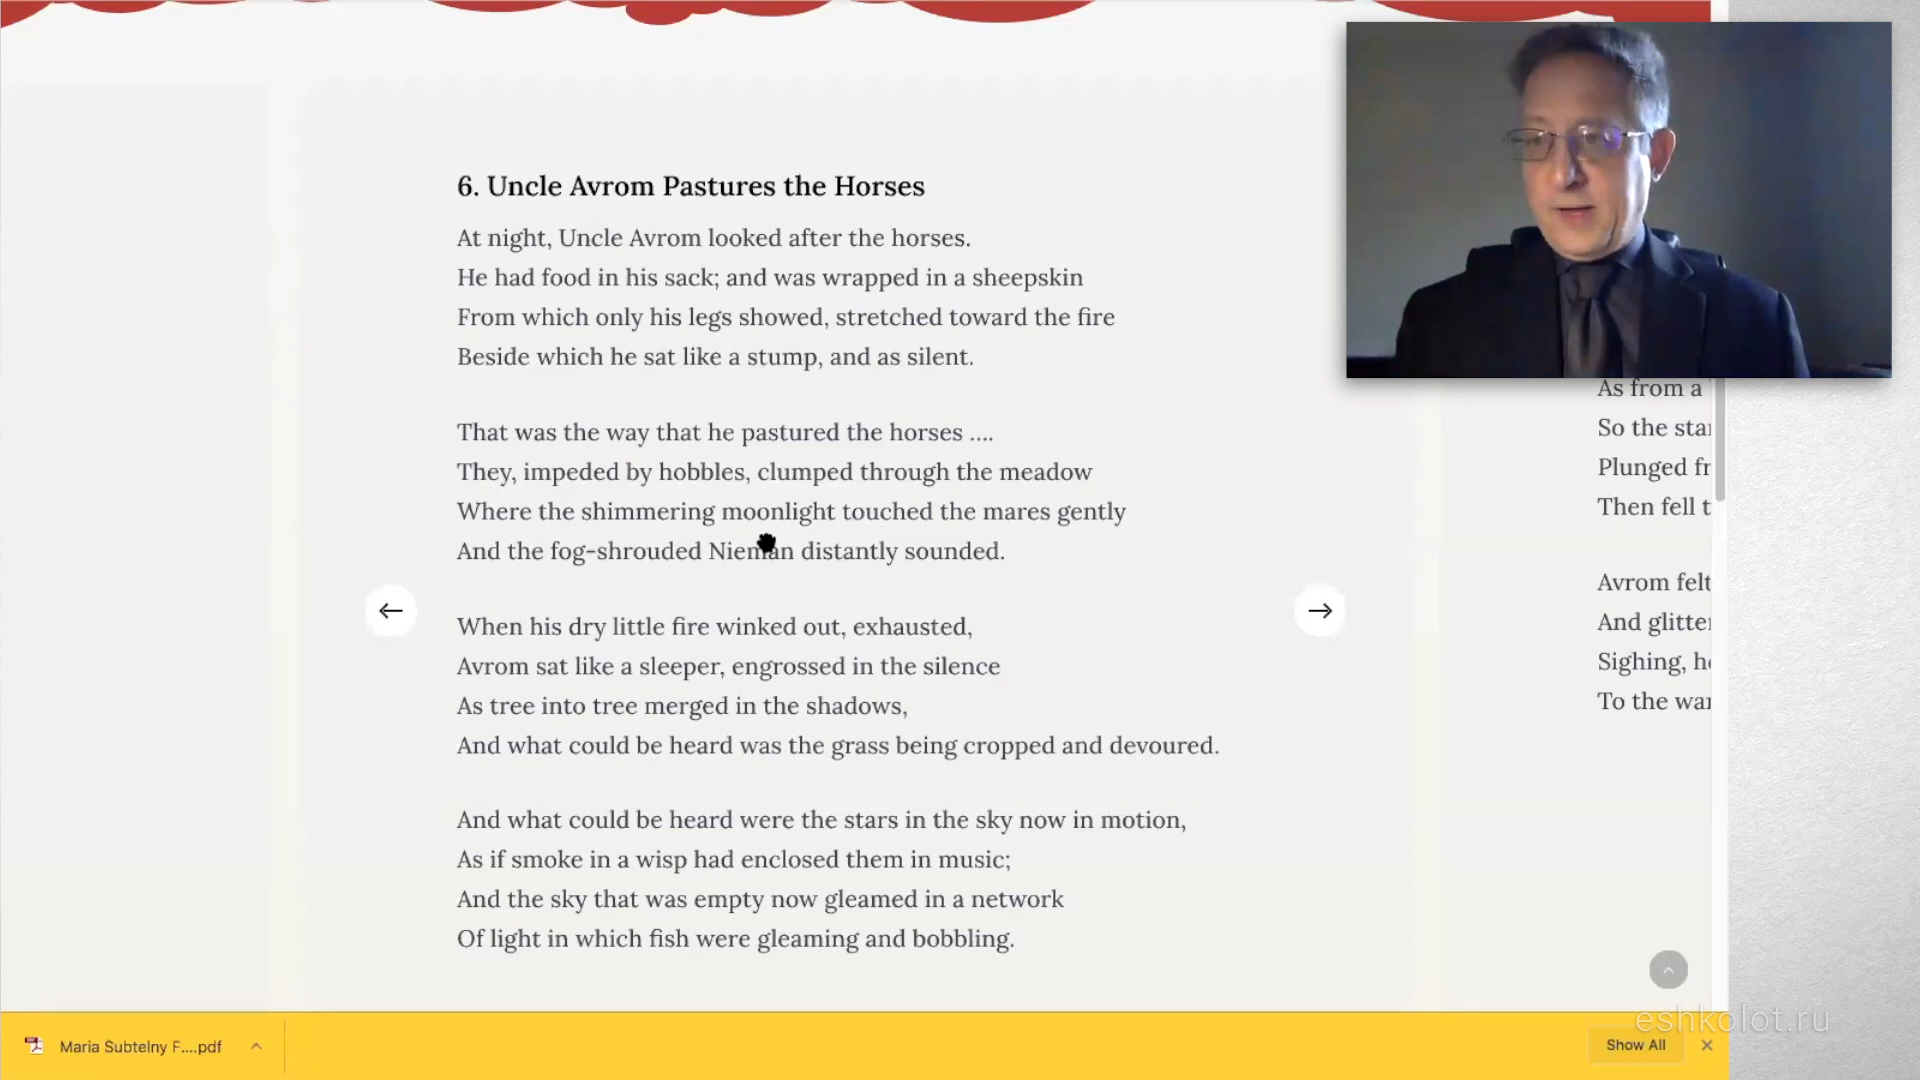 6. Uncle Avrom Pastures the Horses
At night, Uncle Avrom looked after the horses.
He had food in his sack; and was wrapped in a sheepskin
From which only his legs showed, stretched toward the fire
Beside which he sat like a stump, and as silent.
That was the way that he pastured the horses ....
They, impeded by hobbles, clumped through the meadow
Where the shimmering moonlight touched the mares gently
And the fog-shrouded Nieman distantly sounded.
When his dry little fire winked out, exhausted,
Avrom sat like a sleeper, engrossed in the silence
As tree into tree merged in the shadows,
And what could be heard was the grass being cropped and devoured.
And what could be heard were the stars in the sky now in motion,
As if smoke in a wisp had enclosed them in music;
And the sky that was empty now gleamed in a network
Of light in which fish were gleaming and bobbling.
As from a
So the star
Plunged fr
Then fell t
Avrom felt
And glitter
Sighing, h
To the war
eshkolot.ru
Maria Subtelny F....pdf
Show All